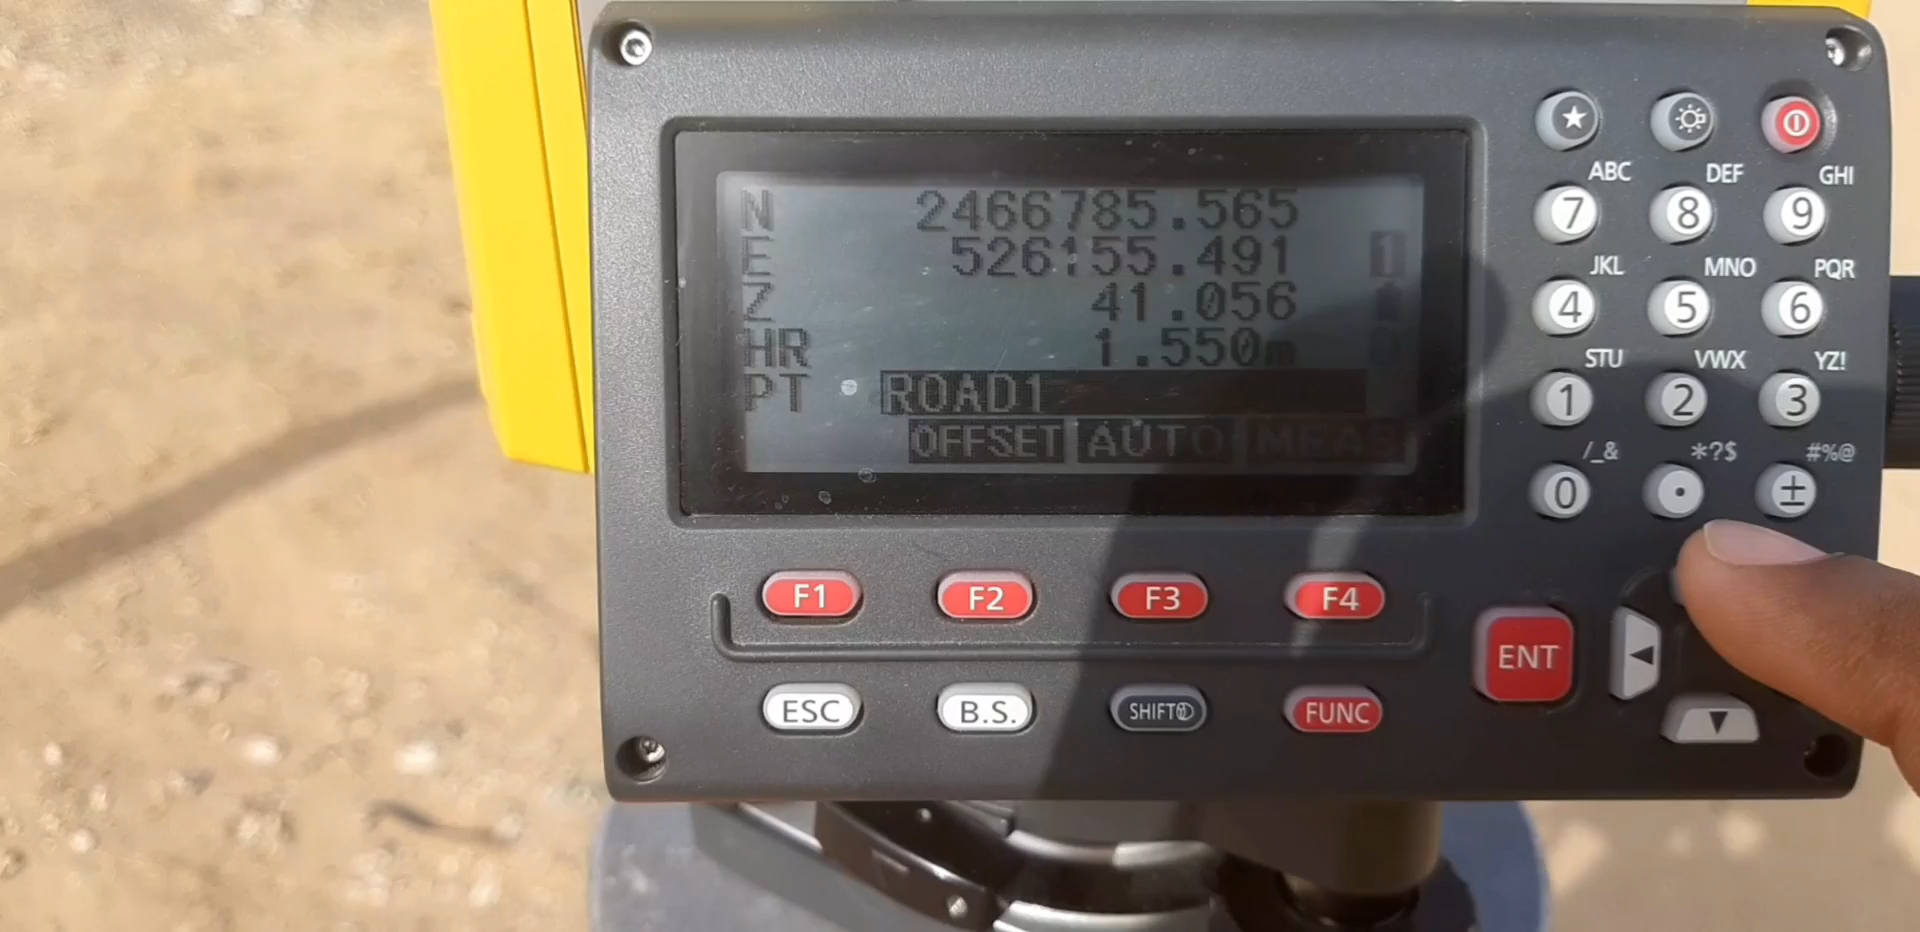 N 2466785.565
E 526155.491 1
Z 41.056
HR 1.550m
PT ROAD1
OFFSET AUTO MEAS
ABC DEF GHI
7 8 9
JKL MNO PQR
4 5 6
STU VWX YZ!
1 2 3
/_& *?$ #%@
0 . ±
F1 F2 F3 F4
ENT
ESC B.S. SHIFT FUNC